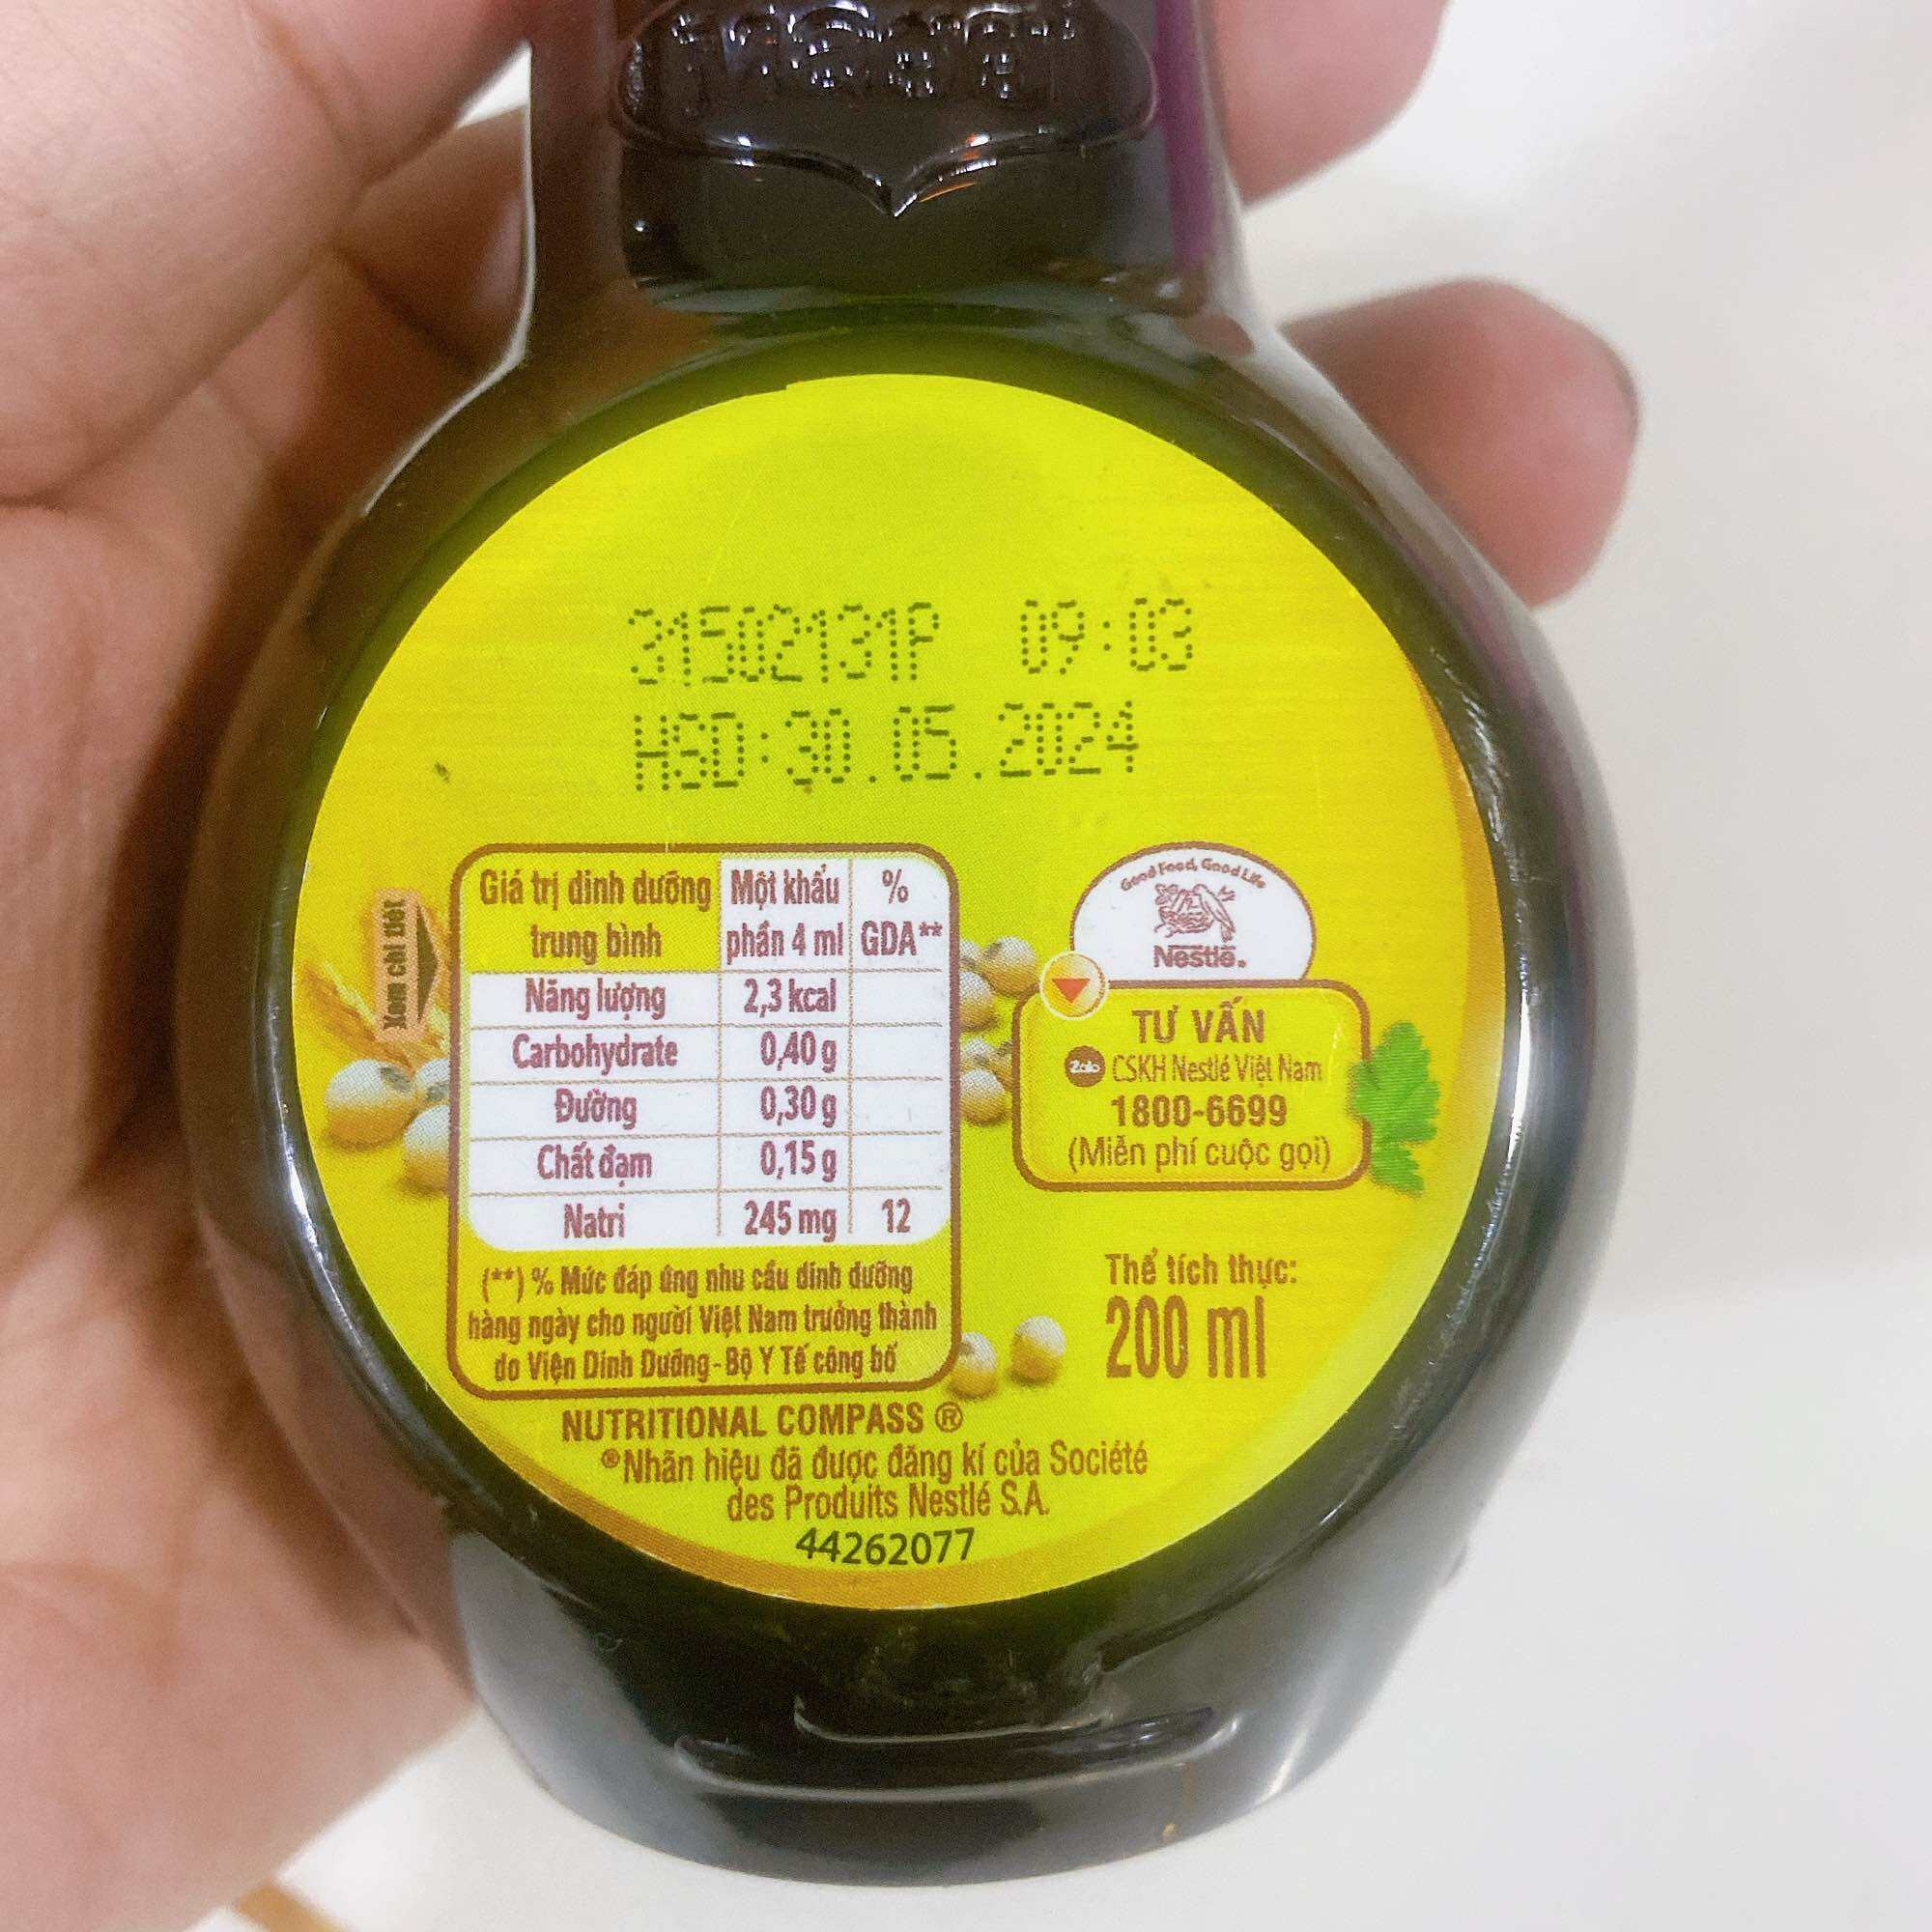 31502131P 09:03
HSD:30.05.2024
Xem chi tiết
Giá trị dinh dưỡng trung bình Một khẩu phần 4 ml % GDA**
Năng lượng 2,3 kcal
Carbohydrate 0,40 g
Đường 0,30 g
Chất đạm 0,15 g
Natri 245 mg 12
(**) % Mức đáp ứng nhu cầu dinh dưỡng
hàng ngày cho người Việt Nam trưởng thành
do Viện Dinh Dưỡng-Bộ Y Tế công bố
Good Food, Good Life
Nestlé.
TƯ VẤN
Zalo CSKH Nestlé Việt Nam
1800-6699
(Miễn phí cuộc gọi)
Thể tích thực:
200 ml
NUTRITIONAL COMPASS ®
®Nhãn hiệu đã được đăng kí của Société
des Produits Nestlé S.A.
44262077